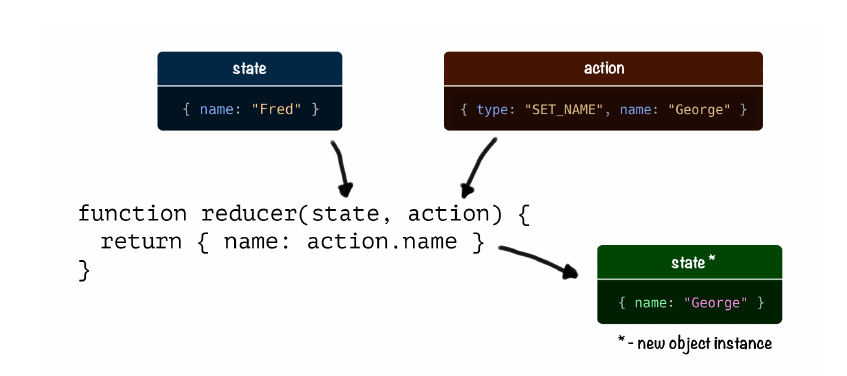 state
{ name: "Fred" }
action
{ type: "SET_NAME", name: "George" }
function reducer(state, action) {
return { name: action.name }
}
state*
{ name: "George" }
* - new object instance